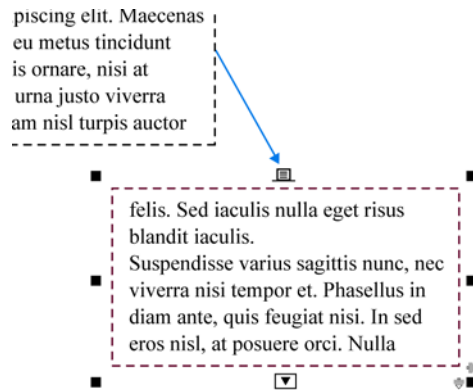 piscing elit. Maecenas
eu metus tincidunt
is ornare, nisi at
urna justo viverra
am nisl turpis auctor
felis. Sed iaculis nulla eget risus
blandit iaculis.
Suspendisse varius sagittis nunc, nec
viverra nisi tempor et. Phasellus in
diam ante, quis feugiat nisi. In sed
eros nisl, at posuere orci. Nulla